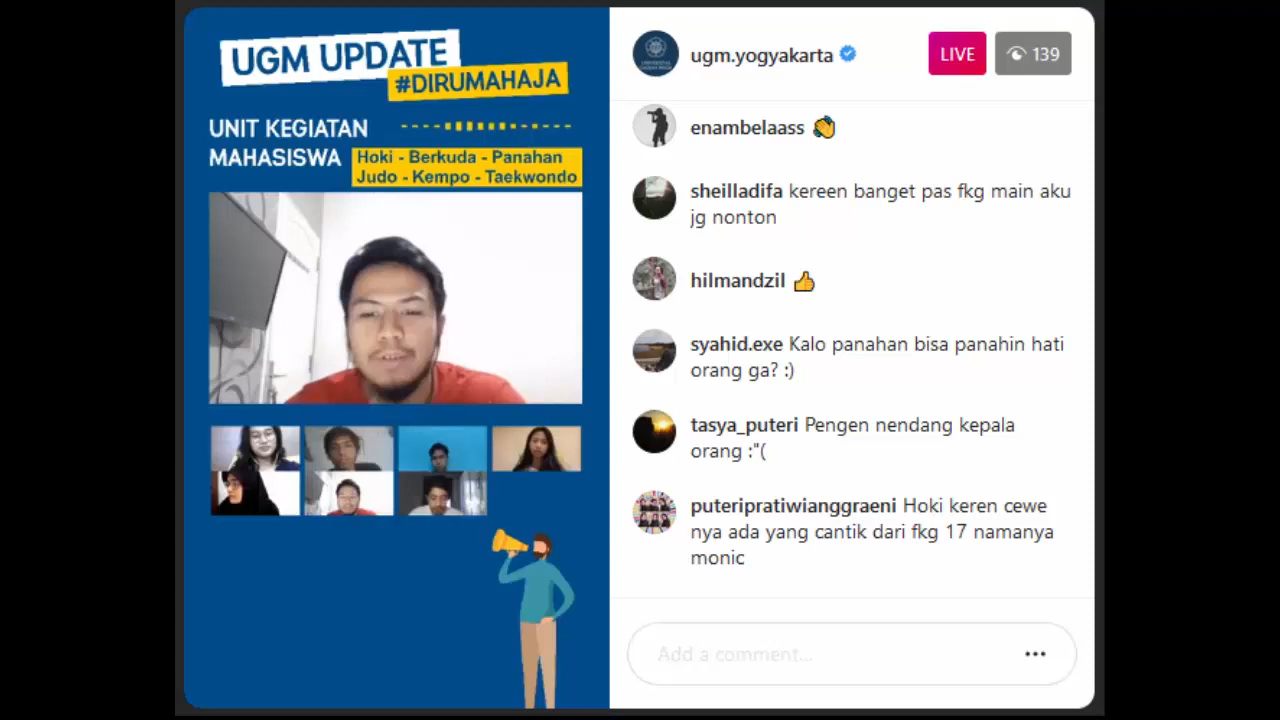 UGM UPDATE
#DIRUMAHAJA
UNIT KEGIATAN
MAHASISWA
Hoki - Berkuda - Panahan
Judo - Kempo - Taekwondo
ugm.yogyakarta
LIVE
139
enambelaass 👏
sheilladifa kereen banget pas fkg main aku
jg nonton
hilmandzil 👍
syahid.exe Kalo panahan bisa panahin hati
orang ga? :)
tasya_puteri Pengen nendang kepala
orang :"(
puteripratiwianggraeni Hoki keren cewe
nya ada yang cantik dari fkg 17 namanya
monic
Add a comment...